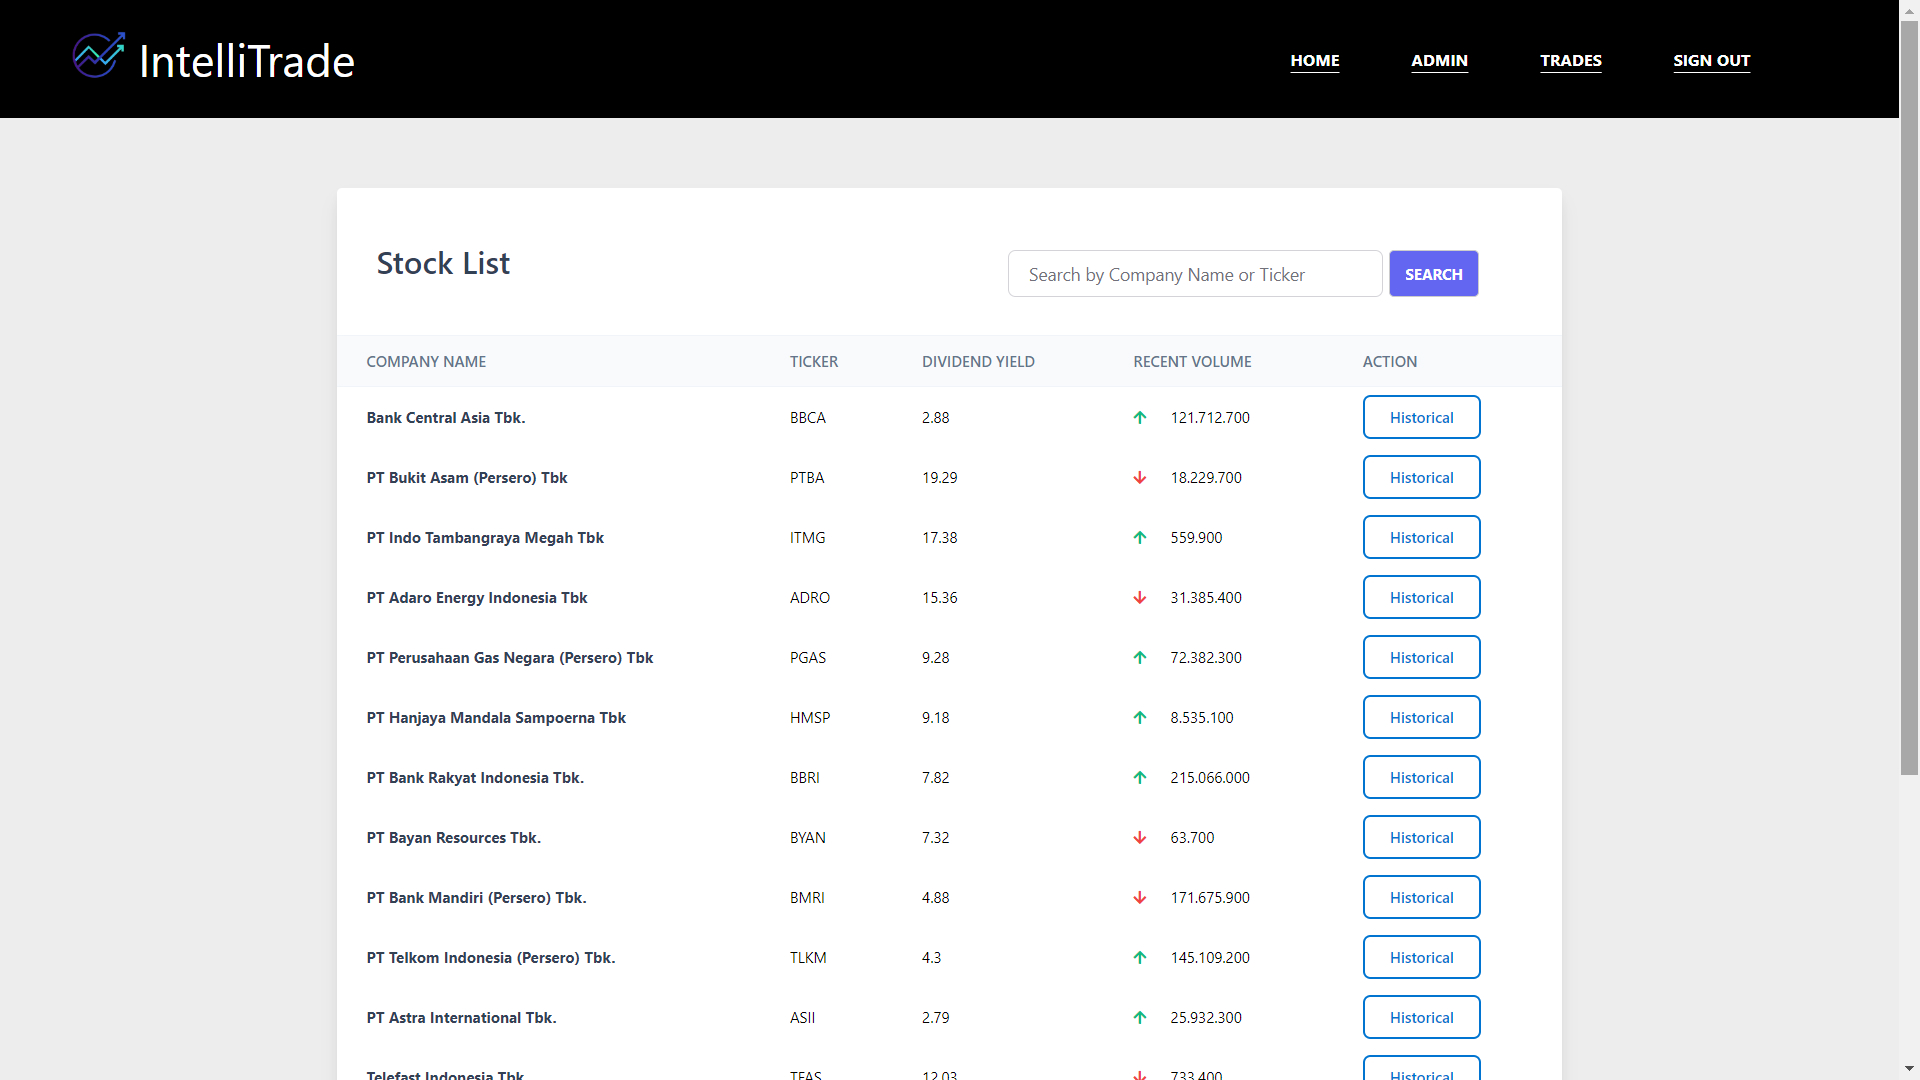 IntelliTrade HOME ADMIN TRADES SIGN OUT
Stock List Search by Company Name or Ticker SEARCH
COMPANY NAME TICKER DIVIDEND YIELD RECENT VOLUME ACTION
Bank Central Asia Tbk. BBCA 2.88 121.712.700 Historical
PT Bukit Asam (Persero) Tbk PTBA 19.29 18.229.700 Historical
PT Indo Tambangraya Megah Tbk ITMG 17.38 559.900 Historical
PT Adaro Energy Indonesia Tbk ADRO 15.36 31.385.400 Historical
PT Perusahaan Gas Negara (Persero) Tbk PGAS 9.28 72.382.300 Historical
PT Hanjaya Mandala Sampoerna Tbk HMSP 9.18 8.535.100 Historical
PT Bank Rakyat Indonesia Tbk. BBRI 7.82 215.066.000 Historical
PT Bayan Resources Tbk. BYAN 7.32 63.700 Historical
PT Bank Mandiri (Persero) Tbk. BMRI 4.88 171.675.900 Historical
PT Telkom Indonesia (Persero) Tbk. TLKM 4.3 145.109.200 Historical
PT Astra International Tbk. ASII 2.79 25.932.300 Historical
Telefast Indonesia Tbk TFAS 12.03 733.400 Historical